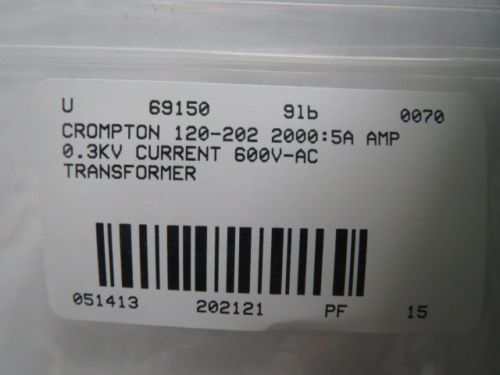 U 69150 9lb 0070
CROMPTON 120-202 2000:5A AMP
0.3KV CURRENT 600V-AC
TRANSFORMER
051413 202121 PF 15